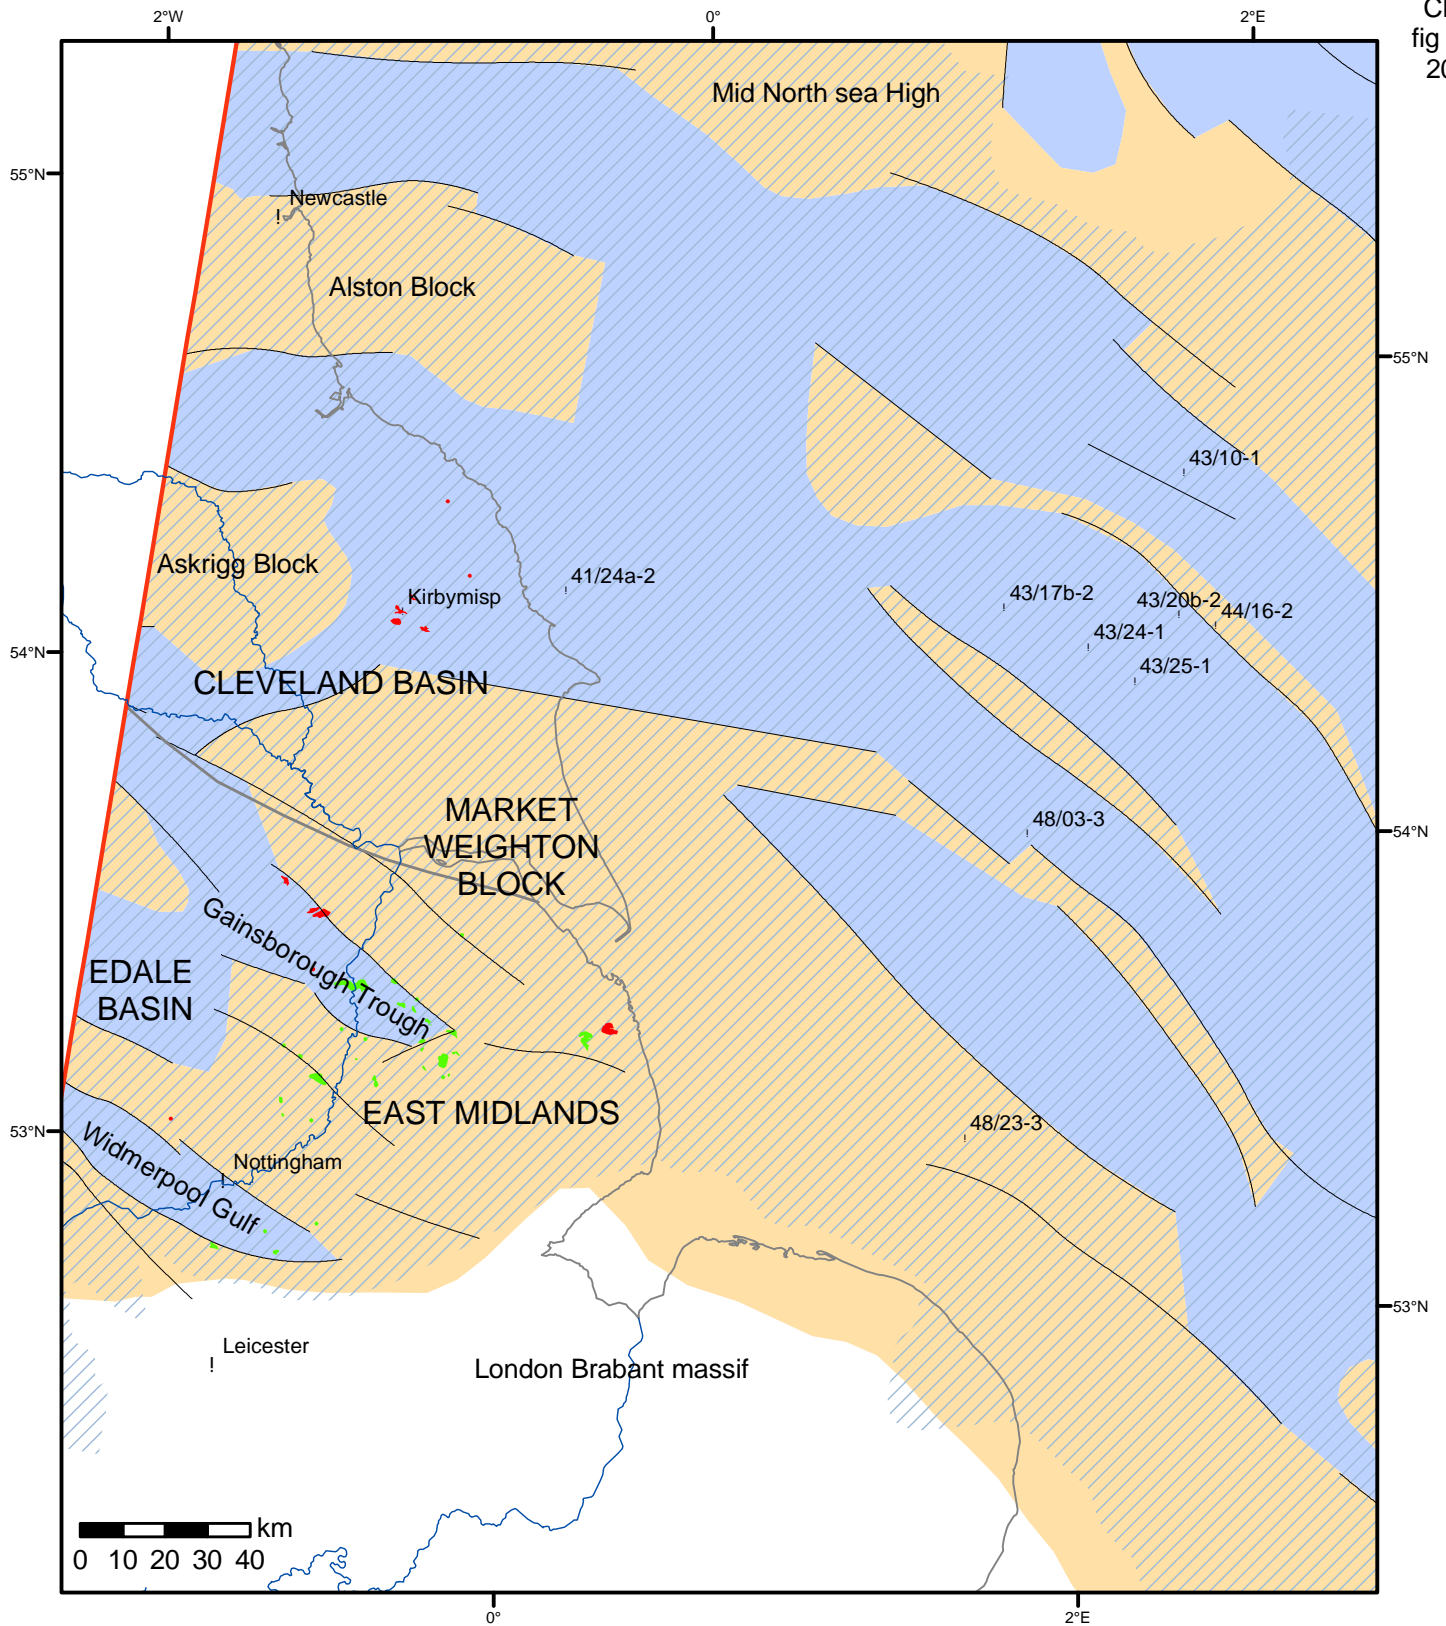 2°W
0°
2°E
fig
20
Mid North sea High
55°N
Newcastle
Alston Block
55°N
43/10-1
Askrigg Block
Kirbymisp
41/24a-2
43/17b-2
43/20b-2
44/16-2
43/24-1
54°N
43/25-1
CLEVELAND BASIN
MARKET
WEIGHTON
BLOCK
48/03-3
54°N
Gainsborough Trough
EDALE
BASIN
EAST MIDLANDS
48/23-3
53°N
Widmerpool Gulf
Nottingham
53°N
Leicester
London Brabant massif
km
0 10 20 30 40
0°
2°E